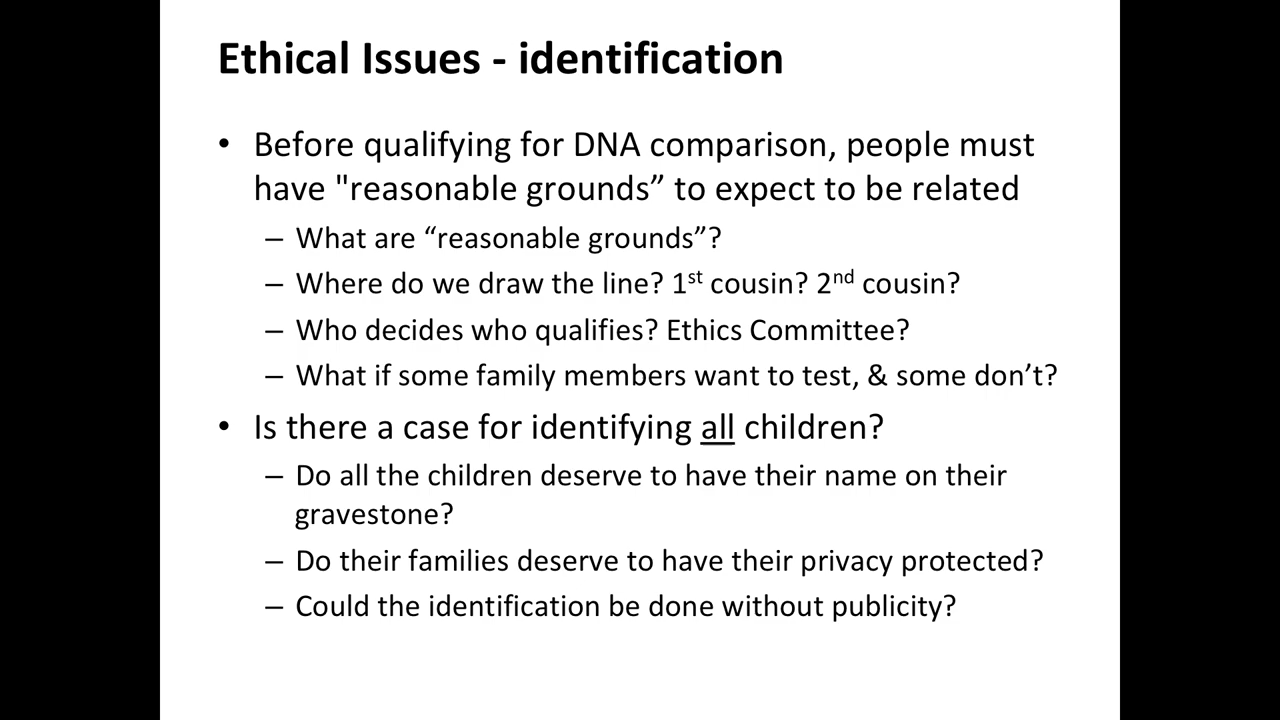 Ethical Issues - identification
• Before qualifying for DNA comparison, people must
have "reasonable grounds” to expect to be related
– What are “reasonable grounds”?
– Where do we draw the line? 1st cousin? 2nd cousin?
– Who decides who qualifies? Ethics Committee?
– What if some family members want to test, & some don’t?
• Is there a case for identifying all children?
– Do all the children deserve to have their name on their
gravestone?
– Do their families deserve to have their privacy protected?
– Could the identification be done without publicity?